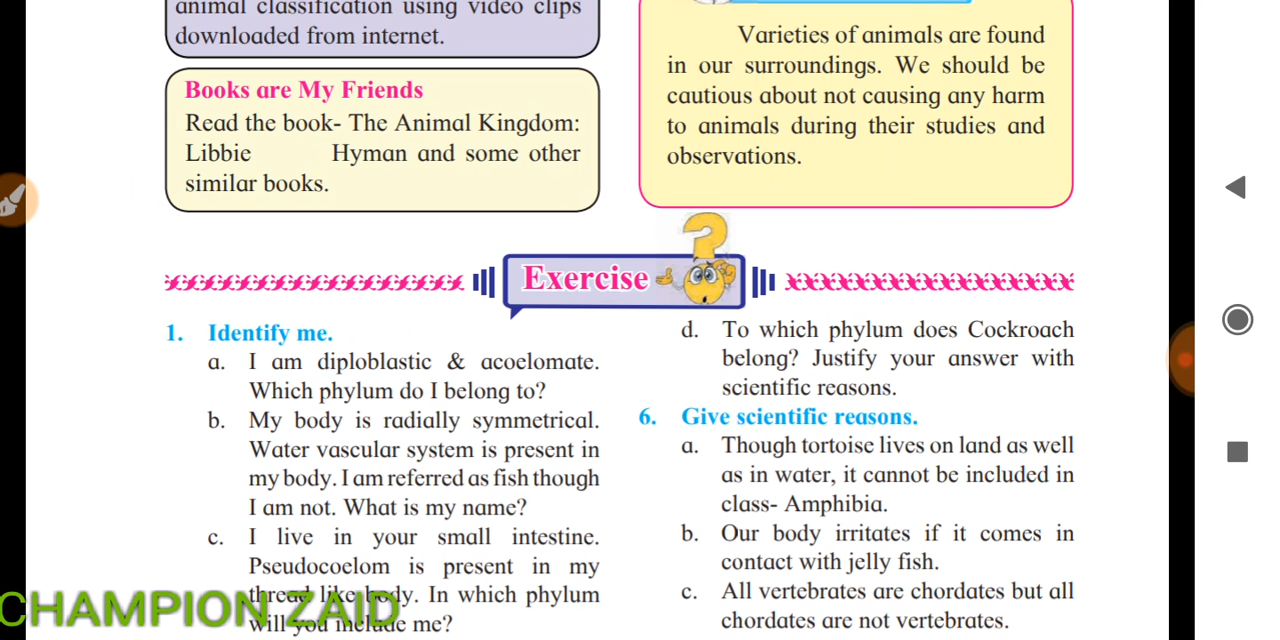 animal classification using video clips
downloaded from internet.
Books are My Friends
Read the book- The Animal Kingdom:
Libbie Hyman and some other
similar books.
Varieties of animals are found
in our surroundings. We should be
cautious about not causing any harm
to animals during their studies and
observations.
Exercise
1. Identify me.
a. I am diploblastic & acoelomate.
Which phylum do I belong to?
b. My body is radially symmetrical.
Water vascular system is present in
my body. I am referred as fish though
I am not. What is my name?
c. I live in your small intestine.
Pseudocoelom is present in my
thread like body. In which phylum
will you include me?
d. To which phylum does Cockroach
belong? Justify your answer with
scientific reasons.
6. Give scientific reasons.
a. Though tortoise lives on land as well
as in water, it cannot be included in
class- Amphibia.
b. Our body irritates if it comes in
contact with jelly fish.
c. All vertebrates are chordates but all
chordates are not vertebrates.
CHAMPION ZAID